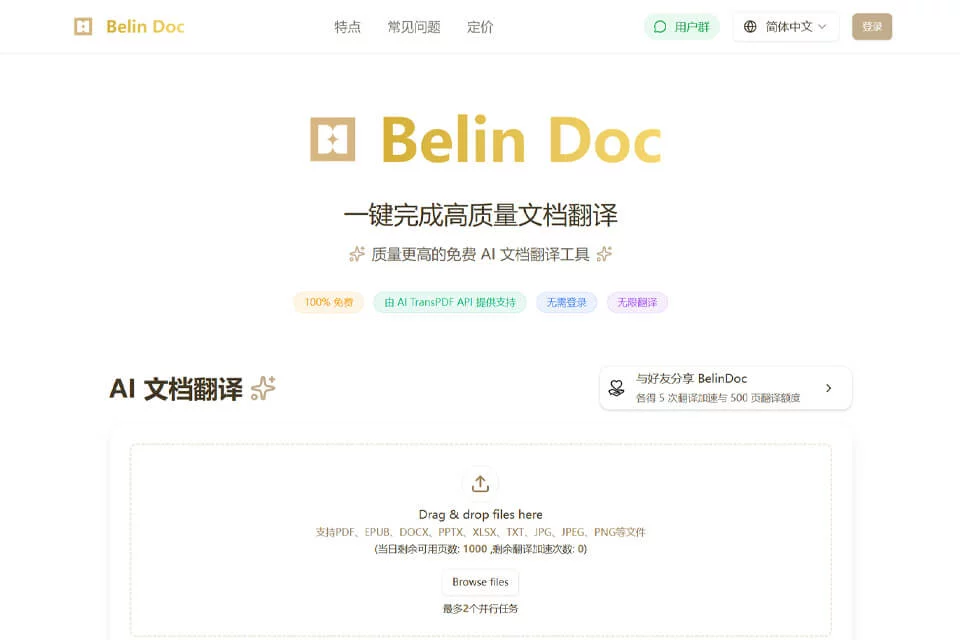 Belin Doc
特点 常见问题 定价
用户群
简体中文
登录
Belin Doc
一键完成高质量文档翻译
质量更高的免费 AI 文档翻译工具
100% 免费 由 AI TransPDF API 提供支持 无需登录 无限翻译
AI 文档翻译
与好友分享 BelinDoc
各得 5 次翻译加速与 500 页翻译额度
Drag & drop files here
支持PDF、EPUB、DOCX、PPTX、XLSX、TXT、JPG、JPEG、PNG等文件
(当日剩余可用页数: 1000 ,剩余翻译加速次数: 0)
Browse files
最多2个并行任务